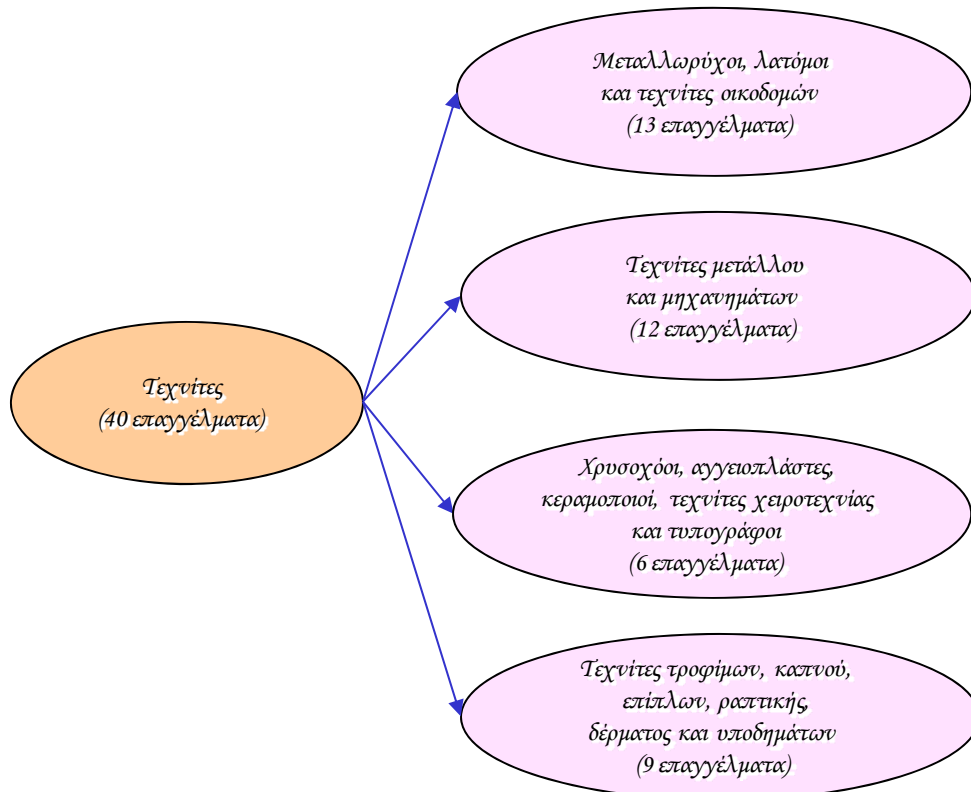 Μεταλλωρύχοι, λατόμοι
και τεχνίτες οικοδομών
(13 επαγγέλματα)
Τεχνίτες μετάλλου
και μηχανημάτων
(12 επαγγέλματα)
Τεχνίτες
(40 επαγγέλματα)
Χρυσοχόοι, αγγειοπλάστες,
κεραμοποιοί, τεχνίτες χειροτεχνίας
και τυπογράφοι
(6 επαγγέλματα)
Τεχνίτες τροφίμων, καπνού,
επίπλων, ραπτικής,
δέρματος και υποδημάτων
(9 επαγγέλματα)